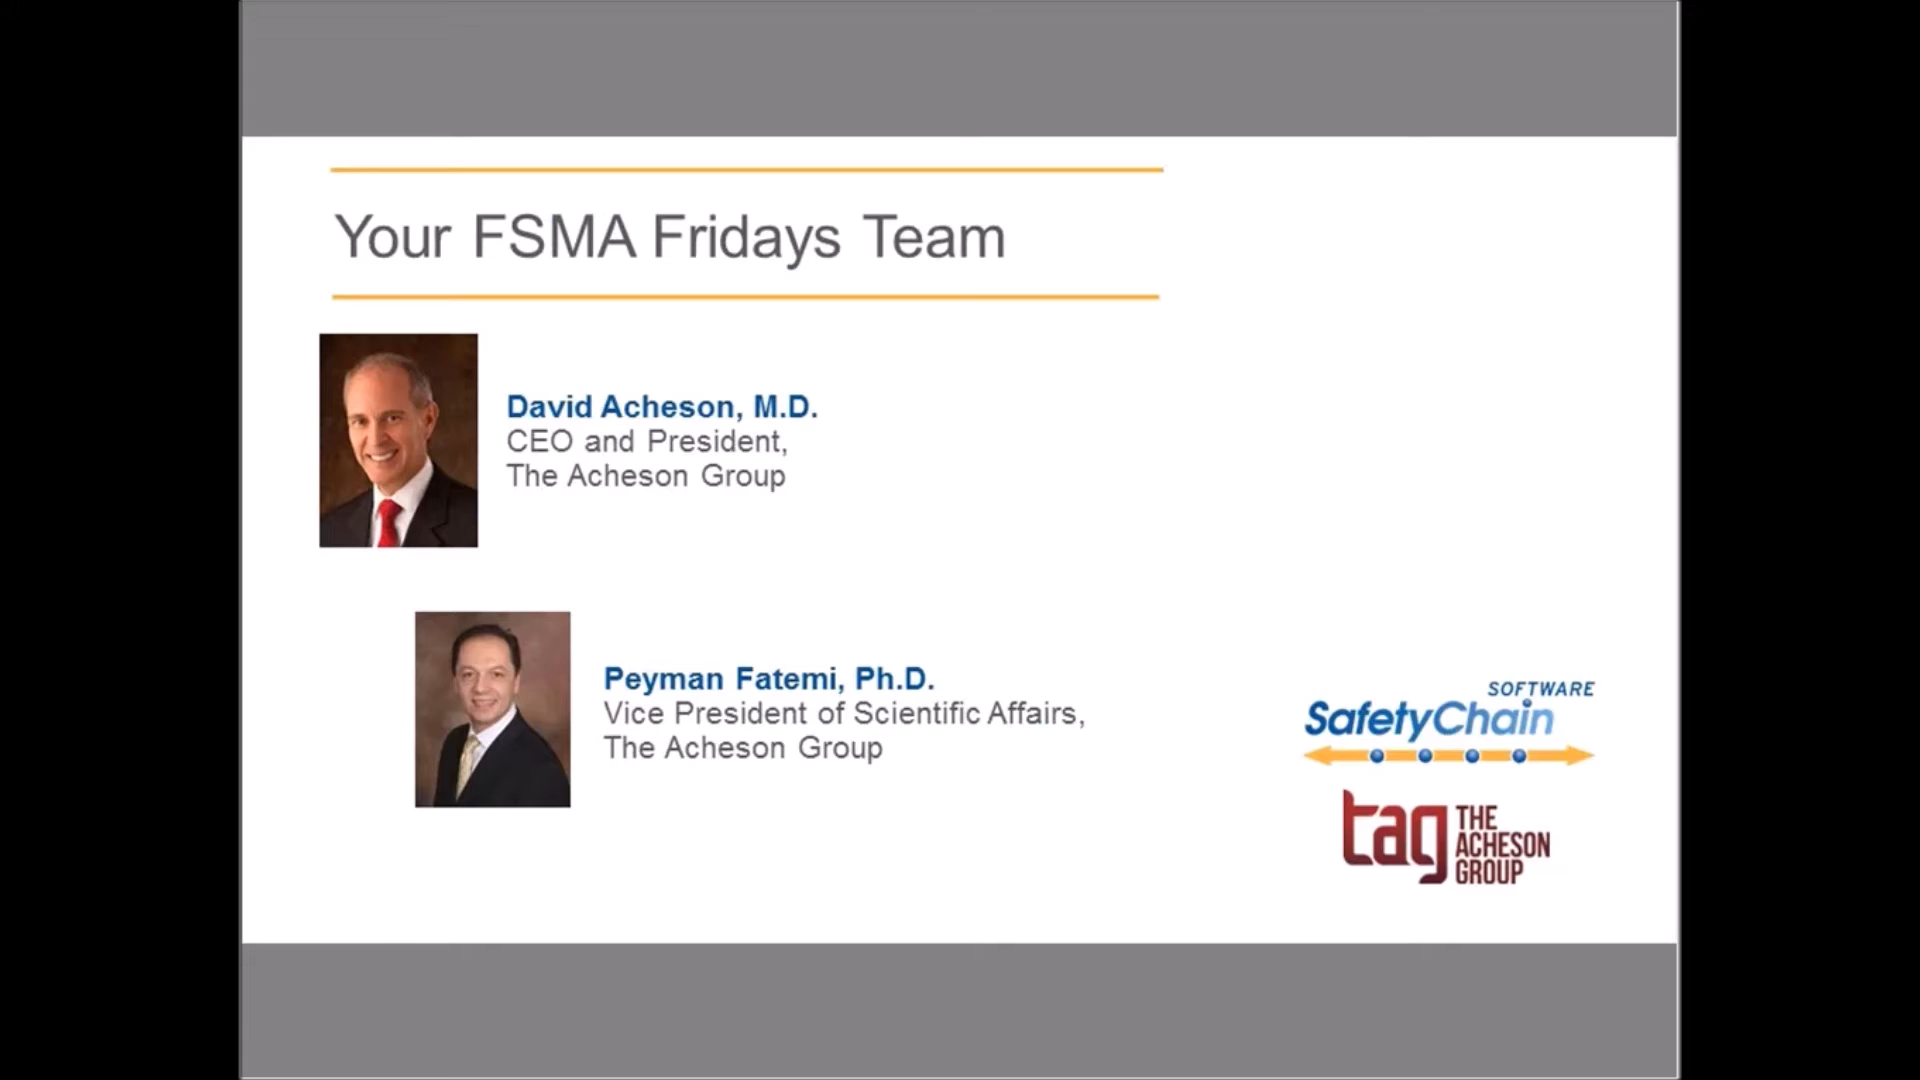 Your FSMA Fridays Team
David Acheson, M.D.
CEO and President,
The Acheson Group
Peyman Fatemi, Ph.D.
Vice President of Scientific Affairs,
The Acheson Group
SOFTWARE
SafetyChain
tag THE
ACHESON
GROUP